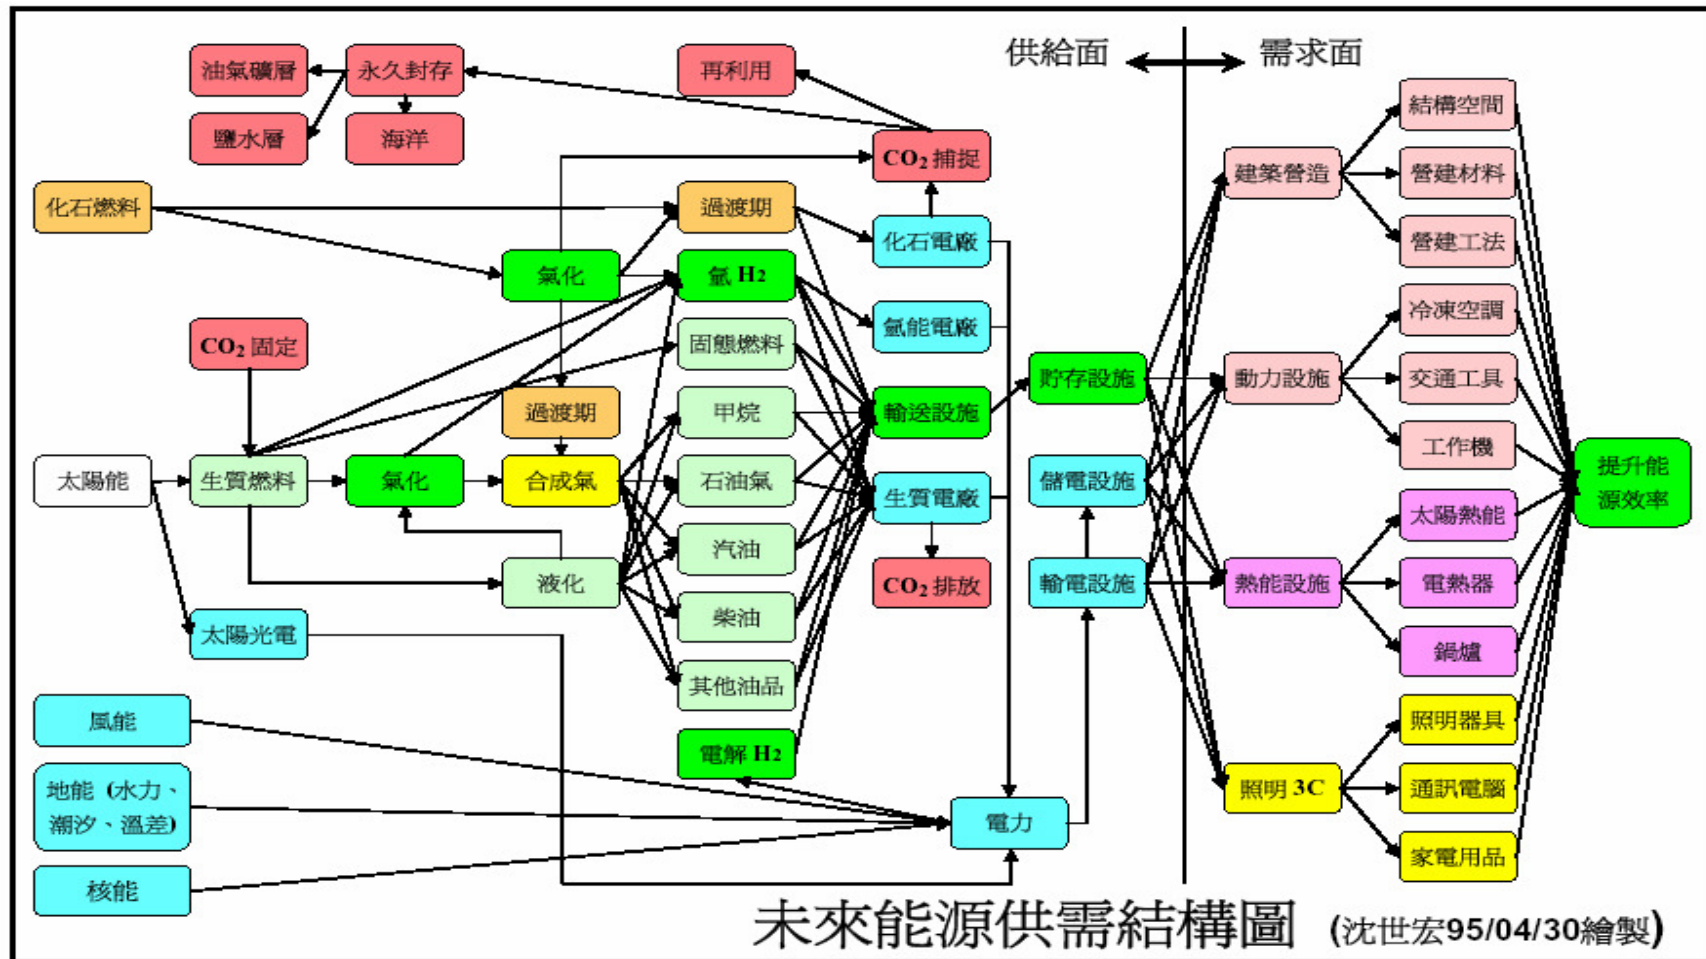 供給面
需求面
油氣礦層
永久封存
再利用
鹽水層
海洋
CO2 捕捉
化石燃料
過渡期
化石電廠
氣化
氫 H2
氫能電廠
CO2 固定
固態燃料
過渡期
甲烷
輸送設施
貯存設施
太陽能
生質燃料
氣化
合成氣
石油氣
生質電廠
儲電設施
汽油
液化
CO2 排放
輸電設施
柴油
太陽光電
其他油品
風能
電解 H2
地能 (水力、
潮汐、溫差)
電力
核能
建築營造
結構空間
營建材料
營建工法
動力設施
冷凍空調
交通工具
工作機
熱能設施
太陽熱能
電熱器
鍋爐
照明 3C
照明器具
通訊電腦
家電用品
提升能
源效率
未來能源供需結構圖 (沈世宏95/04/30繪製)